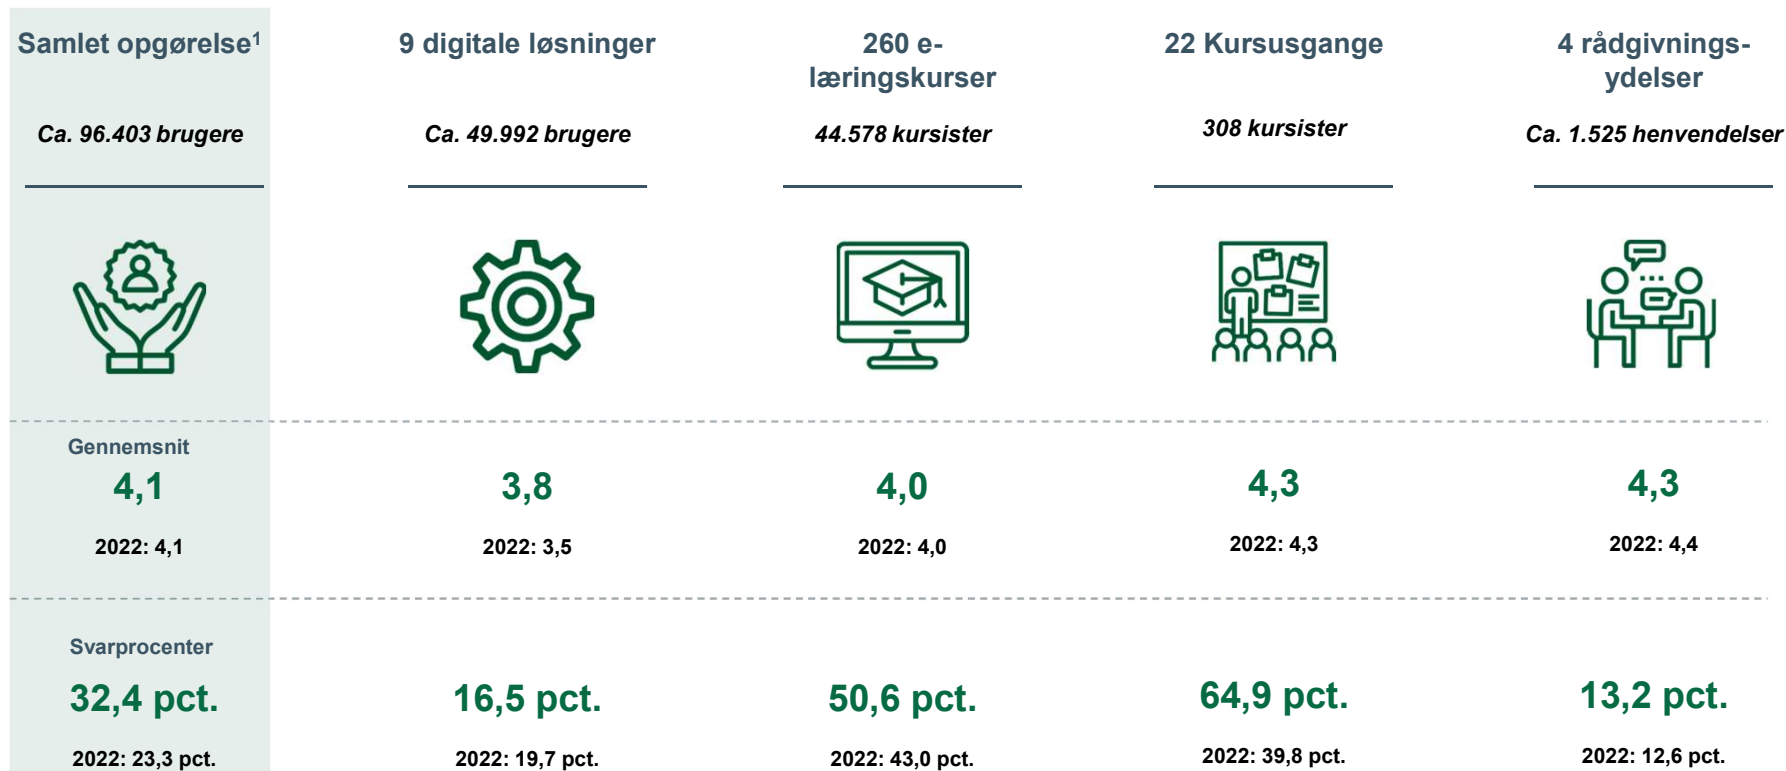 Samlet opgørelse¹
Ca. 96.403 brugere
9 digitale løsninger
Ca. 49.992 brugere
260 e-
læringskurser
44.578 kursister
22 Kursusgange
308 kursister
4 rådgivnings-
ydelser
Ca. 1.525 henvendelser
Gennemsnit
4,1
2022: 4,1
3,8
2022: 3,5
4,0
2022: 4,0
4,3
2022: 4,3
4,3
2022: 4,4
Svarprocenter
32,4 pct.
2022: 23,3 pct.
16,5 pct.
2022: 19,7 pct.
50,6 pct.
2022: 43,0 pct.
64,9 pct.
2022: 39,8 pct.
13,2 pct.
2022: 12,6 pct.